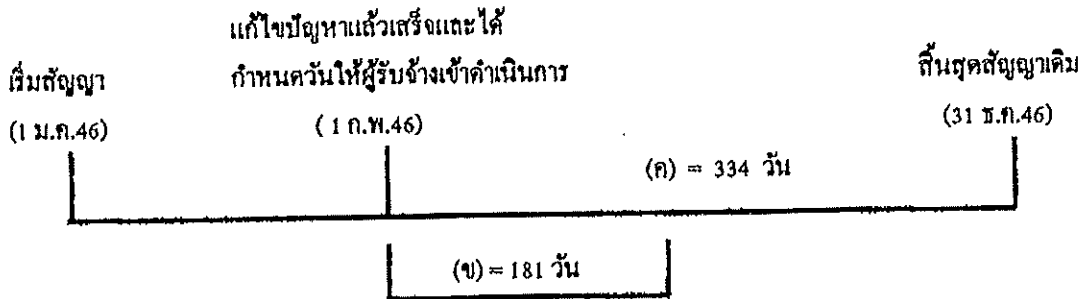 แก้ไขปัญหาแล้วเสร็จและได้
เริ่มสัญญา
กำหนดวันให้ผู้รับจ้างเข้าดำเนินการ
สิ้นสุดสัญญาเดิม
(1 ม.ค.46)
( 1 ก.พ.46)
(31 ธ.ค.46)
(ค) = 334 วัน
(ข) = 181 วัน